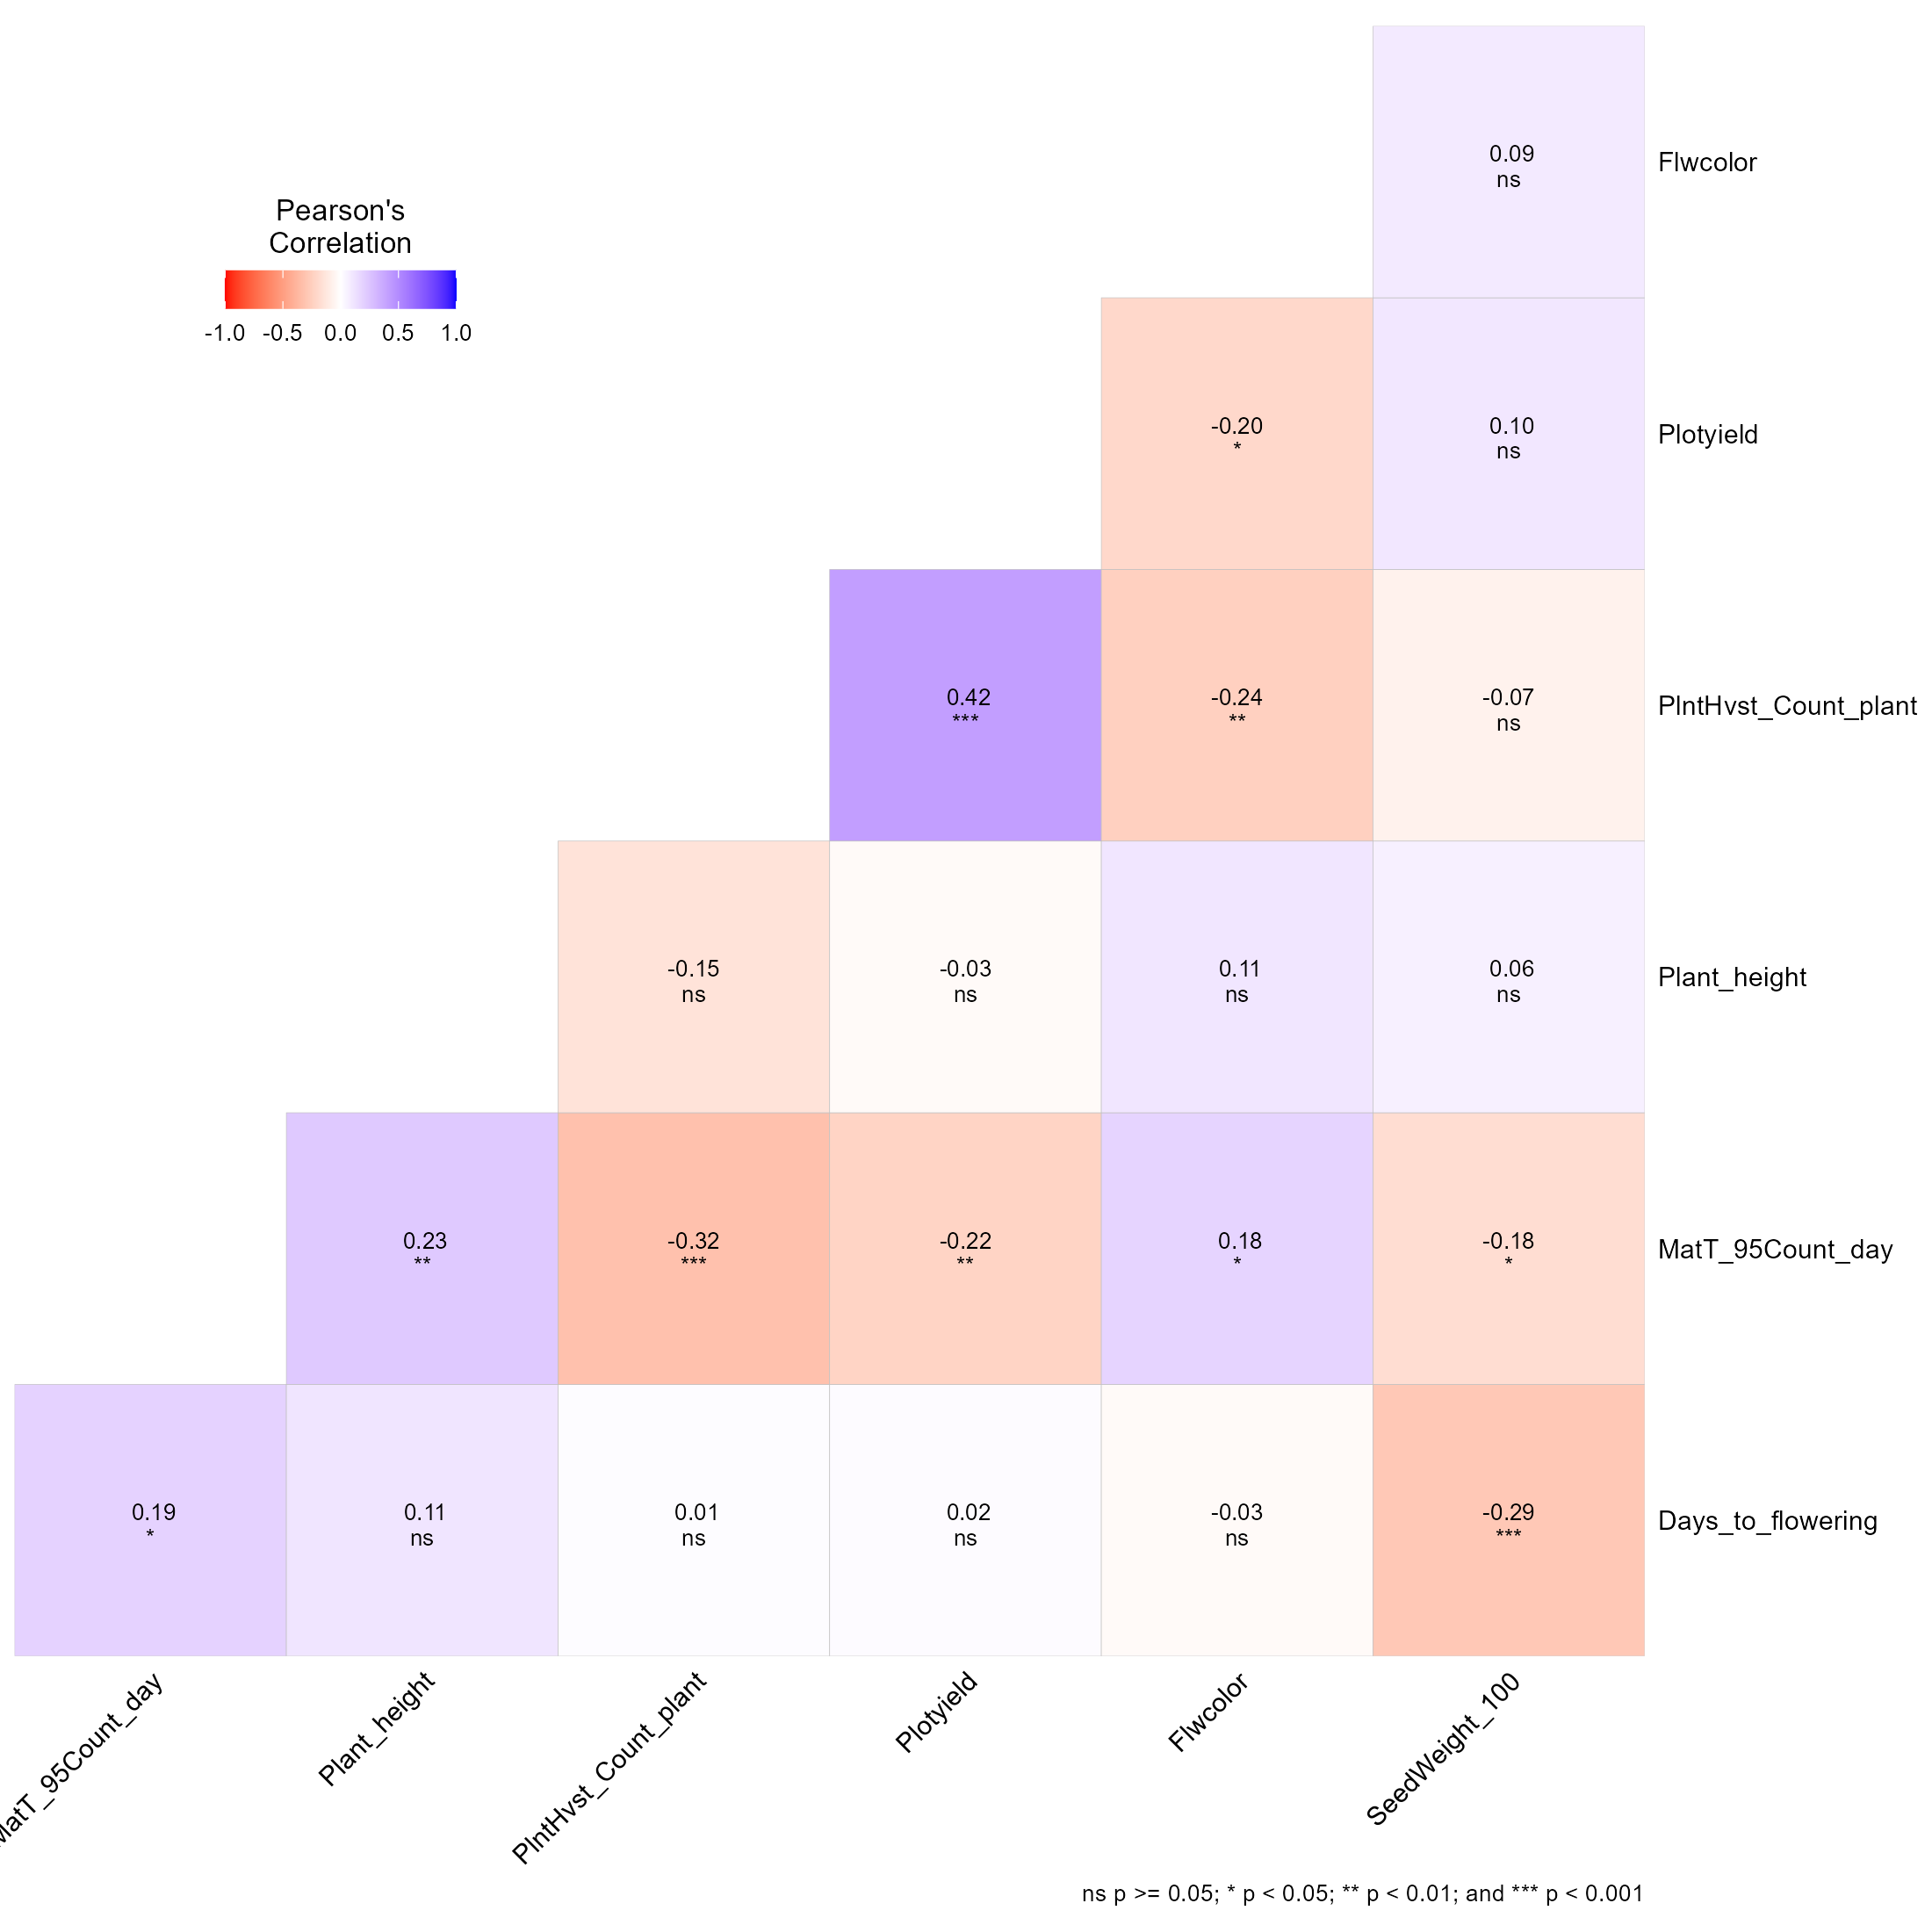 0.09
ns
Flwcolor
Pearson's
Correlation
-1.0 -0.5 0.0 0.5 1.0
-0.20 0.10
* ns
Plotyield
0.42 -0.24 -0.07
*** ** ns
PlntHvst_Count_plant
-0.15 -0.03 0.11 0.06
ns ns ns ns
Plant_height
0.23 -0.32 -0.22 0.18 -0.18
** *** ** * *
MatT_95Count_day
0.19 0.11 0.01 0.02 -0.03 -0.29
* ns ns ns ns ***
Days_to_flowering
MatT_95Count_day
Plant_height
PlntHvst_Count_plant
Plotyield
Flwcolor
SeedWeight_100
ns p >= 0.05; * p < 0.05; ** p < 0.01; and *** p < 0.001